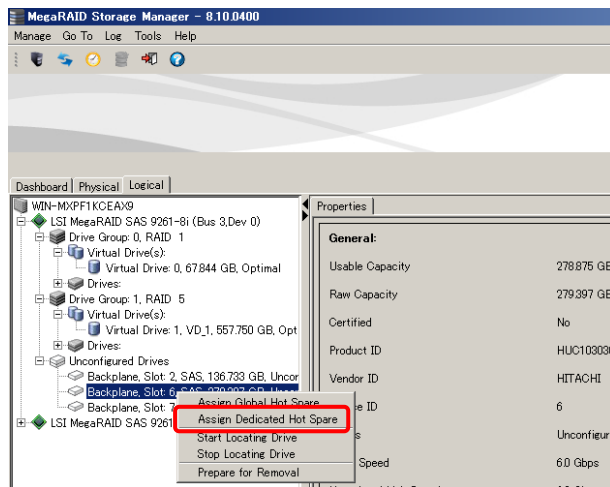 MegaRAID Storage Manager - 8.10.0400
Manage Go To Log Tools Help
Dashboard Physical Logical
WIN-MXPF1KCEAX9
LSI MegaRAID SAS 9261-8i (Bus 3,Dev 0)
Drive Group: 0, RAID 1
Virtual Drive(s):
Virtual Drive: 0, 67.844 GB, Optimal
Drives:
Drive Group: 1, RAID 5
Virtual Drive(s):
Virtual Drive: 1, VD_1, 557.750 GB, Opt
Drives:
Unconfigured Drives
Backplane, Slot: 2, SAS, 136.733 GB, Uncor
Backplane, Slot: 6, SAS, 279.397 GB, Uncor
Backplane, Slot: 7
LSI MegaRAID SAS 9261
Assign Global Hot Spare
Assign Dedicated Hot Spare
Start Locating Drive
Stop Locating Drive
Prepare for Removal
Properties
General:
Usable Capacity 278.875 GB
Raw Capacity 279.397 GB
Certified No
Product ID HUC10303
Vendor ID HITACHI
e ID 6
s Unconfigur
Speed 6.0 Gbps